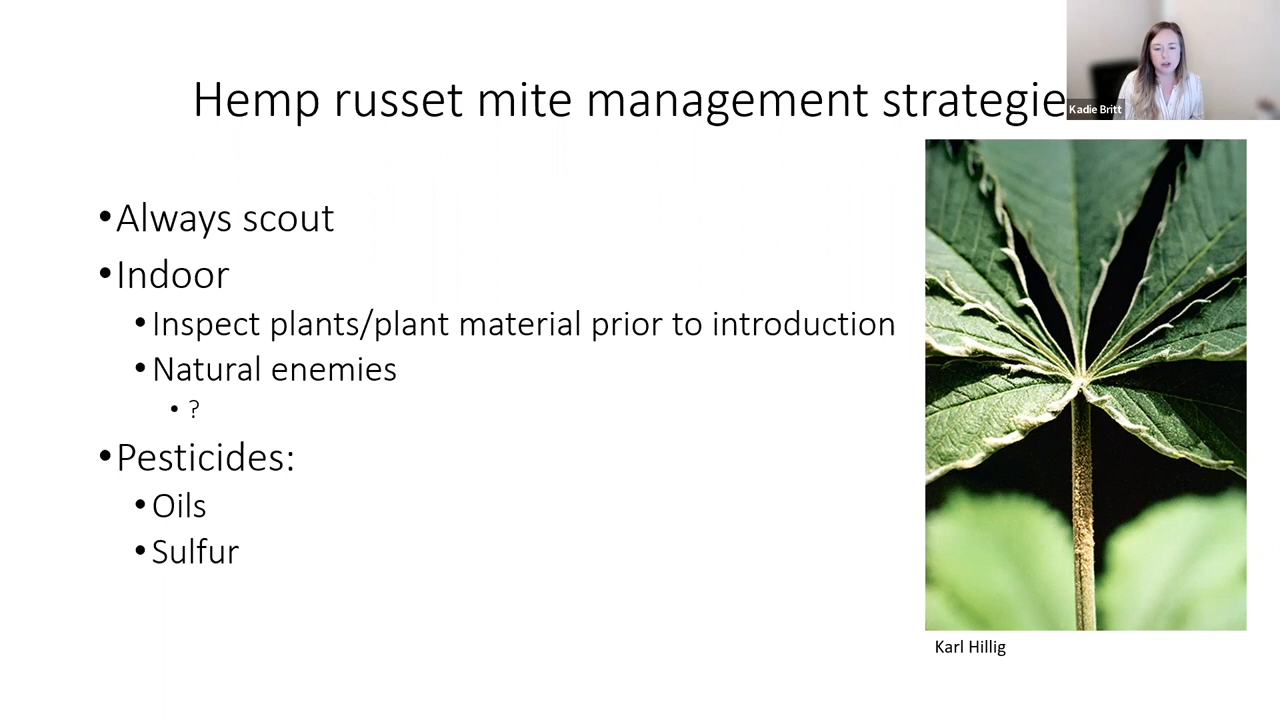 Hemp russet mite management strategie
Kadie Britt
•Always scout
•Indoor
•Inspect plants/plant material prior to introduction
•Natural enemies
•?
•Pesticides:
•Oils
•Sulfur
Karl Hillig